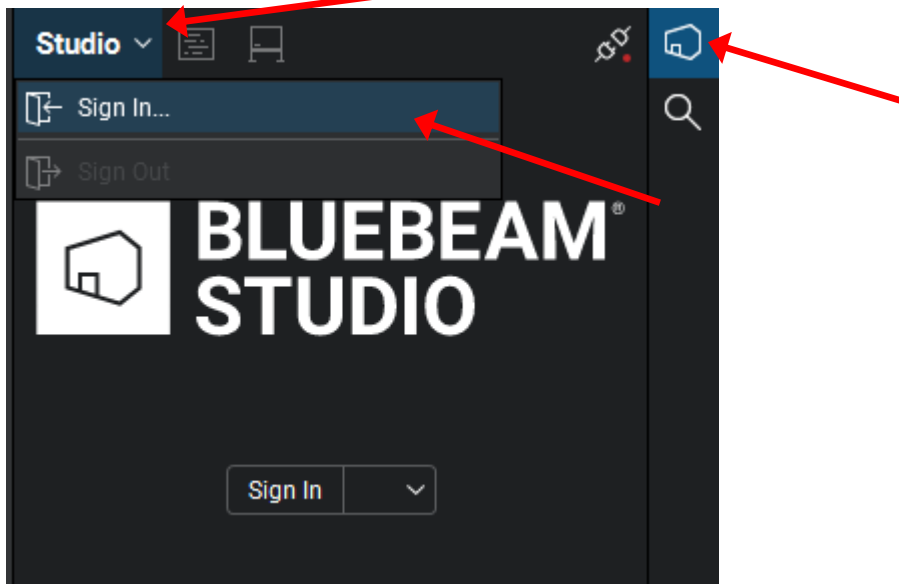 Studio
Sign In...
Sign Out
BLUEBEAM®
STUDIO
Sign In